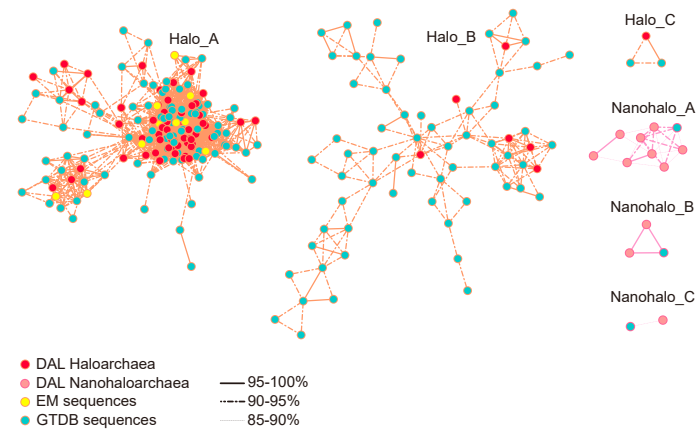 Halo_A
Halo_B
Halo_C
Nanohalo_A
Nanohalo_B
Nanohalo_C
DAL Haloarchaea
DAL Nanohaloarchaea
EM sequences
GTDB sequences
95-100%
90-95%
85-90%